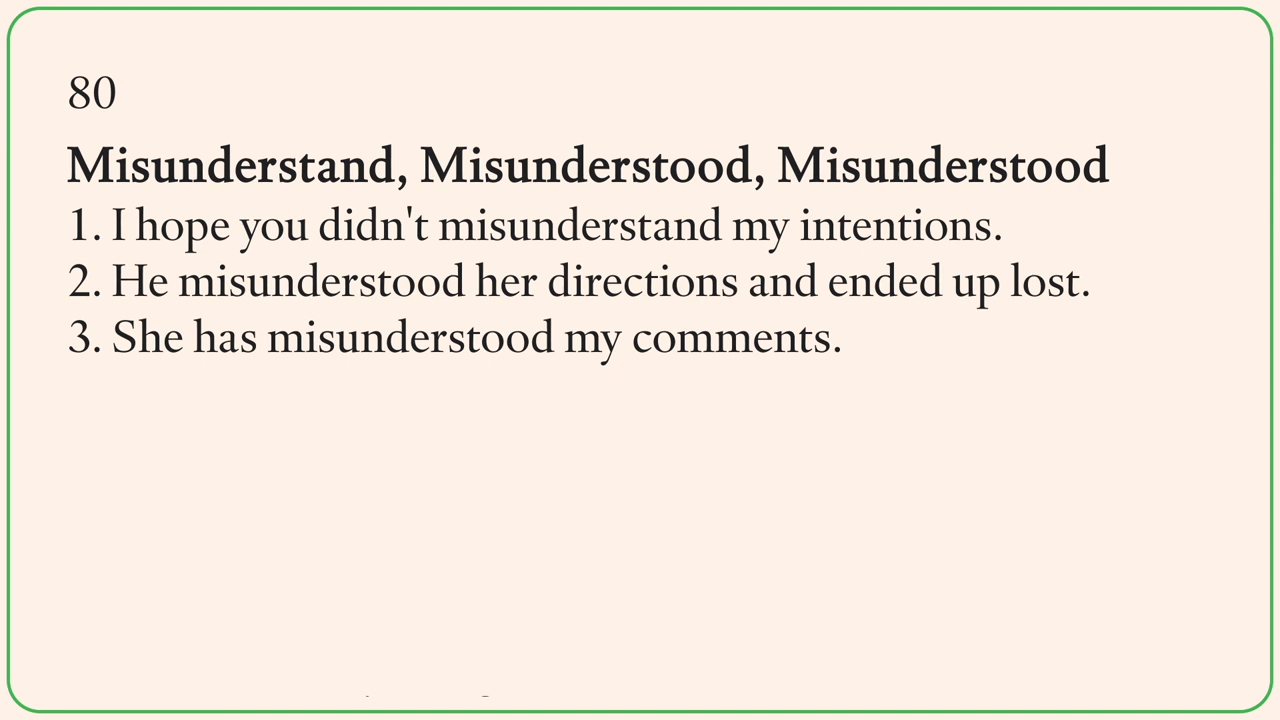 80
Misunderstand, Misunderstood, Misunderstood
1. I hope you didn't misunderstand my intentions.
2. He misunderstood her directions and ended up lost.
3. She has misunderstood my comments.